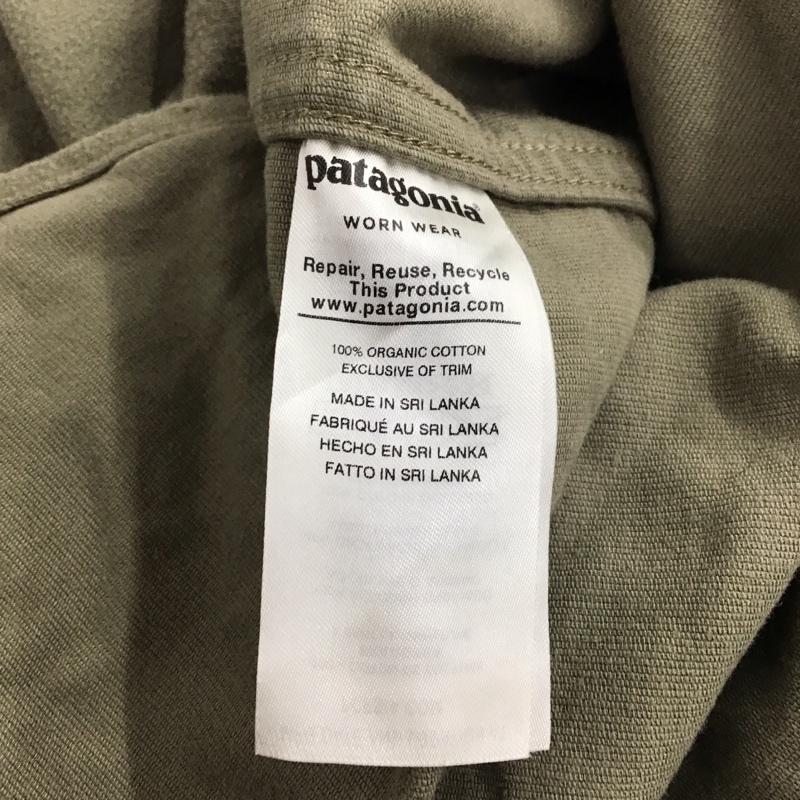 patagonia®
WORN WEAR
Repair, Reuse, Recycle
This Product
www.patagonia.com
100% ORGANIC COTTON
EXCLUSIVE OF TRIM
MADE IN SRI LANKA
FABRIQUÉ AU SRI LANKA
HECHO EN SRI LANKA
FATTO IN SRI LANKA